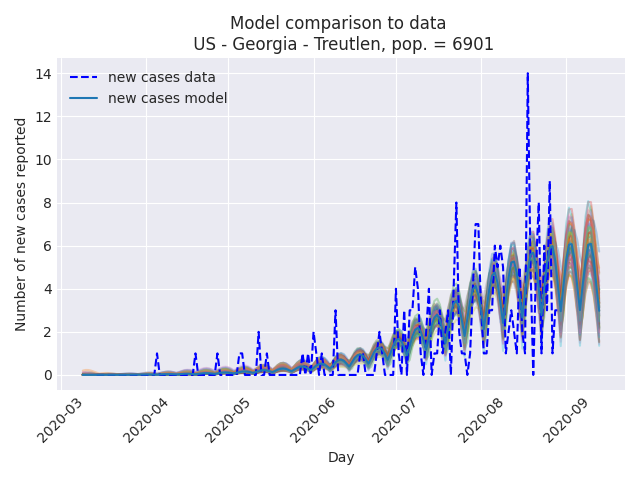 Model comparison to data
US - Georgia - Treutlen, pop. = 6901
new cases data
new cases model
Number of new cases reported
14
12
10
8
6
4
2
0
2020-03
2020-04
2020-05
2020-06
2020-07
2020-08
2020-09
Day